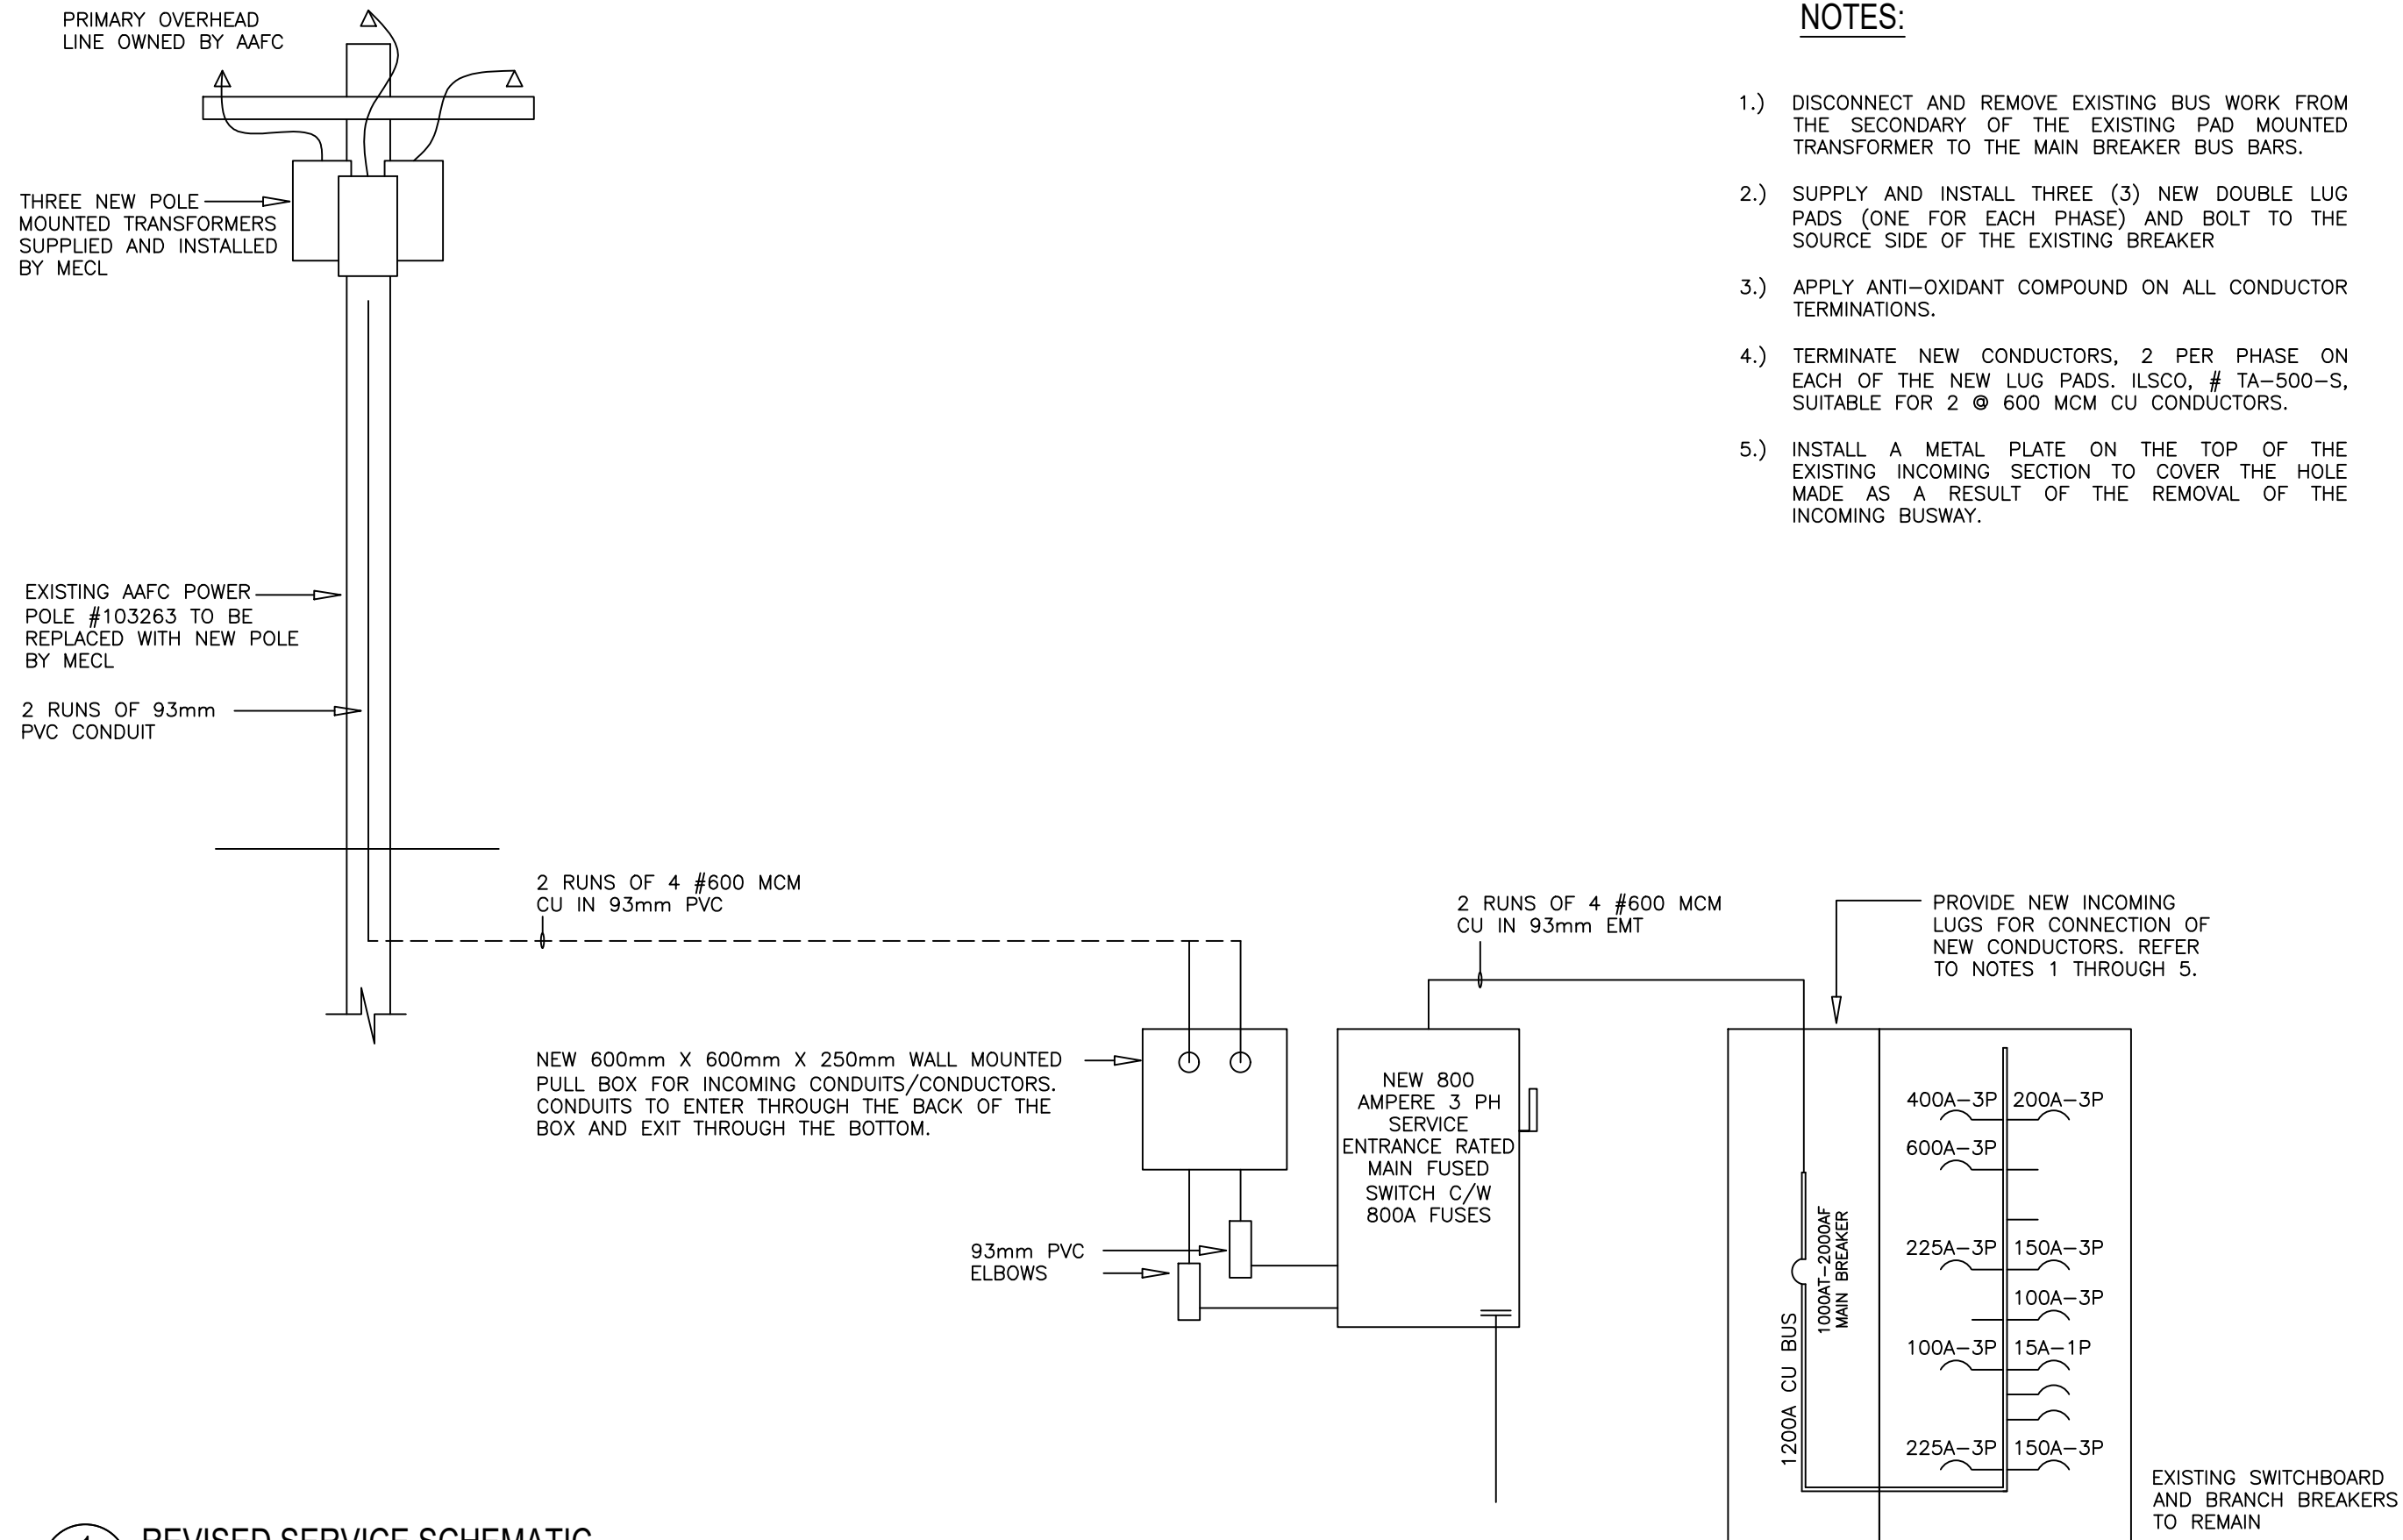 PRIMARY OVERHEAD
LINE OWNED BY AAFC
THREE NEW POLE
MOUNTED TRANSFORMERS
SUPPLIED AND INSTALLED
BY MECL
EXISTING AAFC POWER
POLE #103263 TO BE
REPLACED WITH NEW POLE
BY MECL
2 RUNS OF 93mm
PVC CONDUIT
NOTES:
1.) DISCONNECT AND REMOVE EXISTING BUS WORK FROM
THE SECONDARY OF THE EXISTING PAD MOUNTED
TRANSFORMER TO THE MAIN BREAKER BUS BARS.
2.) SUPPLY AND INSTALL THREE (3) NEW DOUBLE LUG
PADS (ONE FOR EACH PHASE) AND BOLT TO THE
SOURCE SIDE OF THE EXISTING BREAKER
3.) APPLY ANTI-OXIDANT COMPOUND ON ALL CONDUCTOR
TERMINATIONS.
4.) TERMINATE NEW CONDUCTORS, 2 PER PHASE ON
EACH OF THE NEW LUG PADS. ILSCO, # TA-500-S,
SUITABLE FOR 2 @ 600 MCM CU CONDUCTORS.
5.) INSTALL A METAL PLATE ON THE TOP OF THE
EXISTING INCOMING SECTION TO COVER THE HOLE
MADE AS A RESULT OF THE REMOVAL OF THE
INCOMING BUSWAY.
2 RUNS OF 4 #600 MCM
CU IN 93mm PVC
2 RUNS OF 4 #600 MCM
CU IN 93mm EMT
PROVIDE NEW INCOMING
LUGS FOR CONNECTION OF
NEW CONDUCTORS. REFER
TO NOTES 1 THROUGH 5.
NEW 600mm X 600mm X 250mm WALL MOUNTED
PULL BOX FOR INCOMING CONDUITS/CONDUCTORS.
CONDUITS TO ENTER THROUGH THE BACK OF THE
BOX AND EXIT THROUGH THE BOTTOM.
93mm PVC
ELBOWS
NEW 800
AMPERE 3 PH
SERVICE
ENTRANCE RATED
MAIN FUSED
SWITCH C/W
800A FUSES
1200A CU BUS
1000AT-2000AF
MAIN BREAKER
400A-3P 200A-3P
600A-3P
225A-3P 150A-3P
100A-3P
100A-3P 15A-1P
225A-3P 150A-3P
EXISTING SWITCHBOARD
AND BRANCH BREAKERS
TO REMAIN
REVISED SERVICE SCHEMATIC